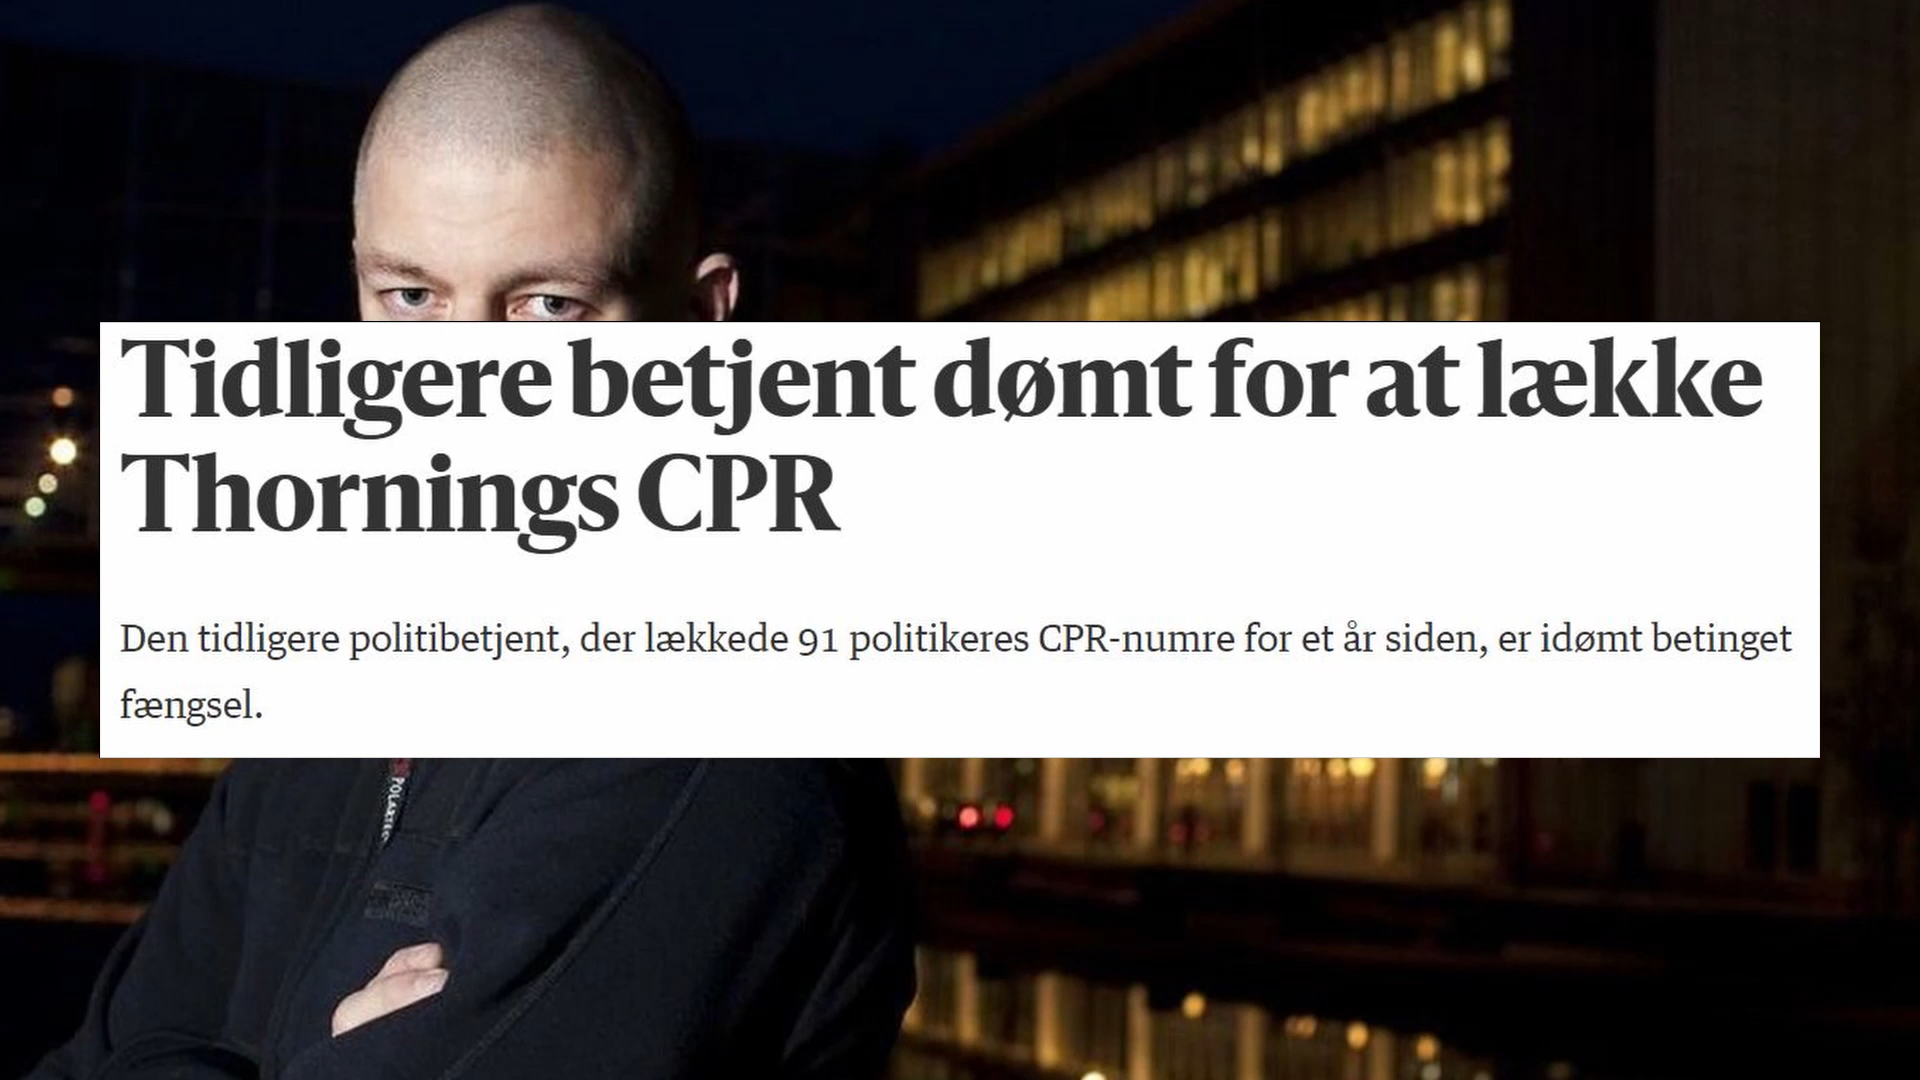 Tidligere betjent dømt for at lække
Thornings CPR
Den tidligere politibetjent, der lækkede 91 politikeres CPR-numre for et år siden, er idømt betinget
fængsel.
POLARTEC